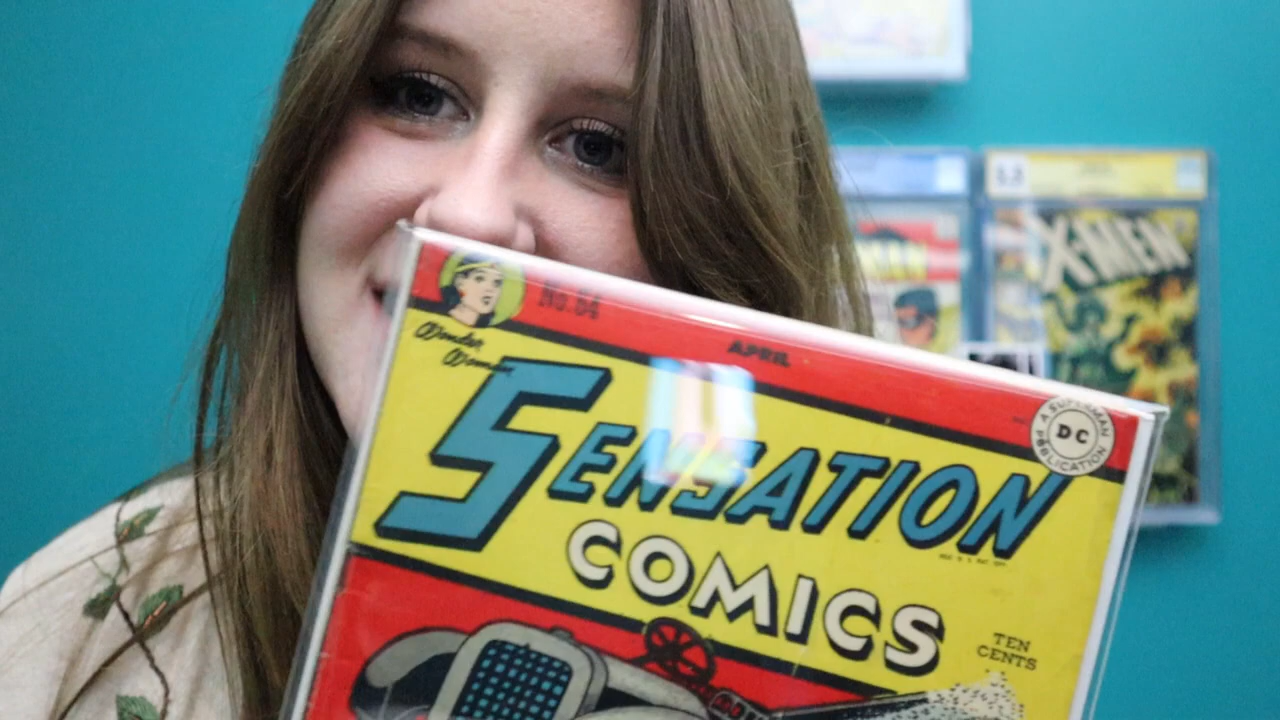 No.64
APRIL
Wonder
Woman
A SUPERMAN
DC
PUBLICATION
SENSATION
COMICS
TEN
CENTS
X-MEN